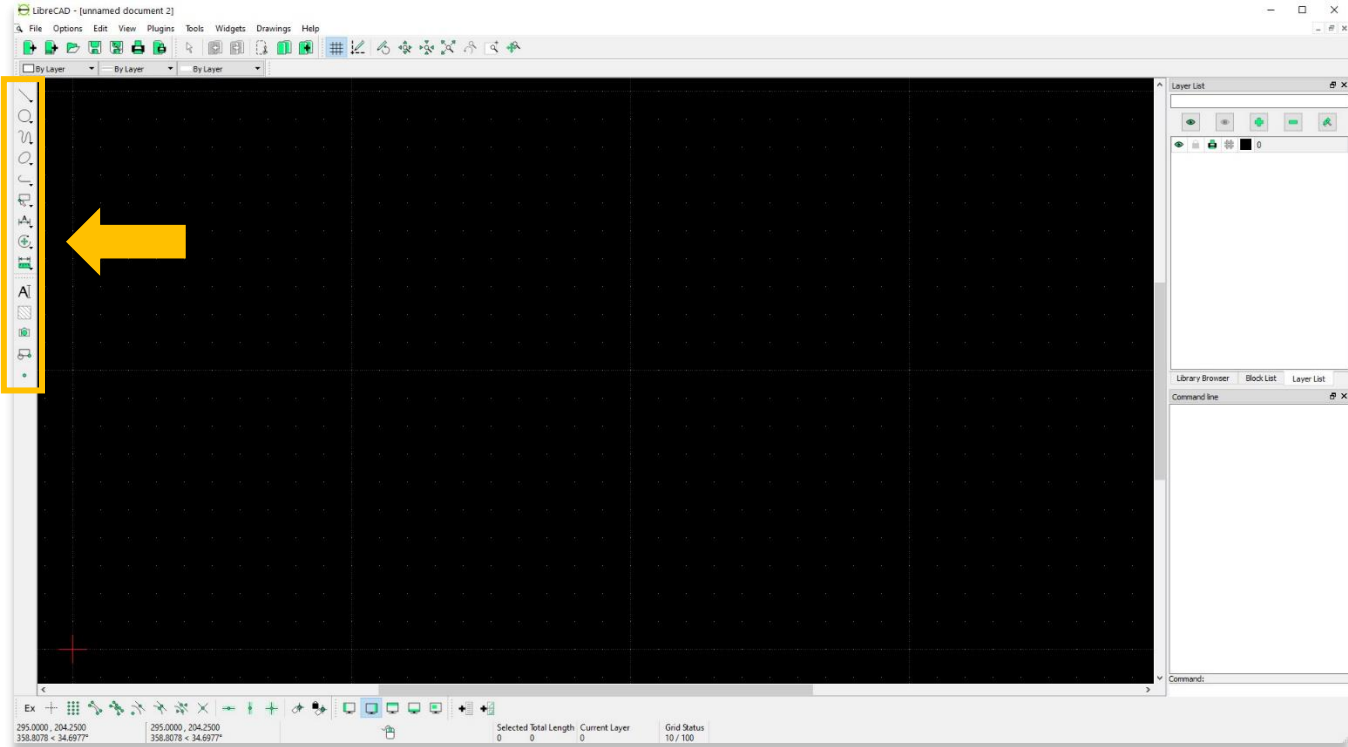 LibreCAD - [unnamed document 2]
File Options Edit View Plugins Tools Widgets Drawings Help
By Layer By Layer By Layer
Layer List
0
A
Library Browser Block List Layer List
Command line
Command:
Ex
295.0000 , 204.2500 295.0000 , 204.2500 Selected Total Length Current Layer Grid Status
358.8078 < 34.6977° 358.8078 < 34.6977° 0 0 0 10 / 100